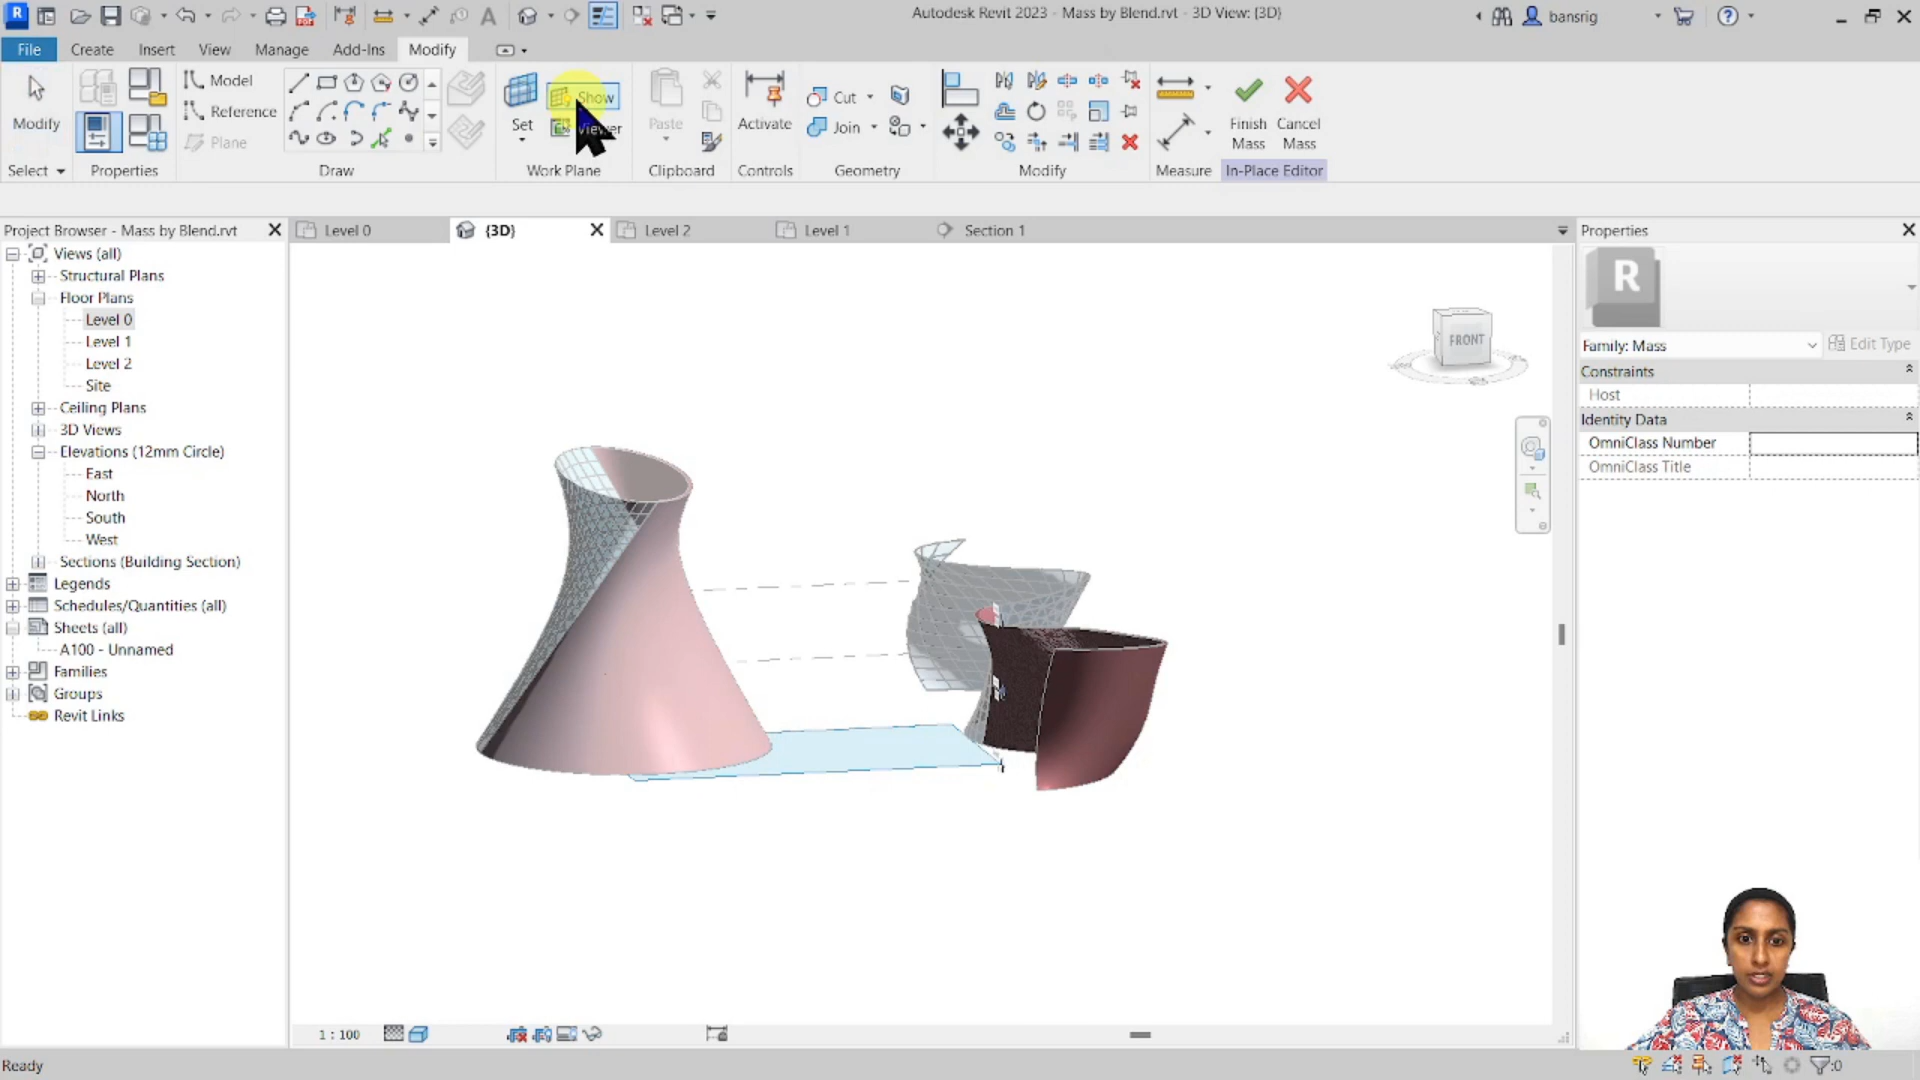 Autodesk Revit 2023 - Mass by Blend.rvt - 3D View: {3D}
bansrig
File Create Insert View Manage Add-Ins Modify
Modify
Select
Properties
Model
Reference
Plane
Draw
Set
Show
Viewer
Work Plane
Paste
Clipboard
Activate
Controls
Cut
Join
Geometry
Modify
Measure
Finish Mass
Cancel Mass
In-Place Editor
Project Browser - Mass by Blend.rvt
Level 0
{3D}
Level 2
Level 1
Section 1
Properties
Views (all)
Structural Plans
Floor Plans
Level 0
Level 1
Level 2
Site
Ceiling Plans
3D Views
Elevations (12mm Circle)
East
North
South
West
Sections (Building Section)
Legends
Schedules/Quantities (all)
Sheets (all)
A100 - Unnamed
Families
Groups
Revit Links
FRONT
R
Family: Mass
Edit Type
Constraints
Host
Identity Data
OmniClass Number
OmniClass Title
1 : 100
Ready
:0